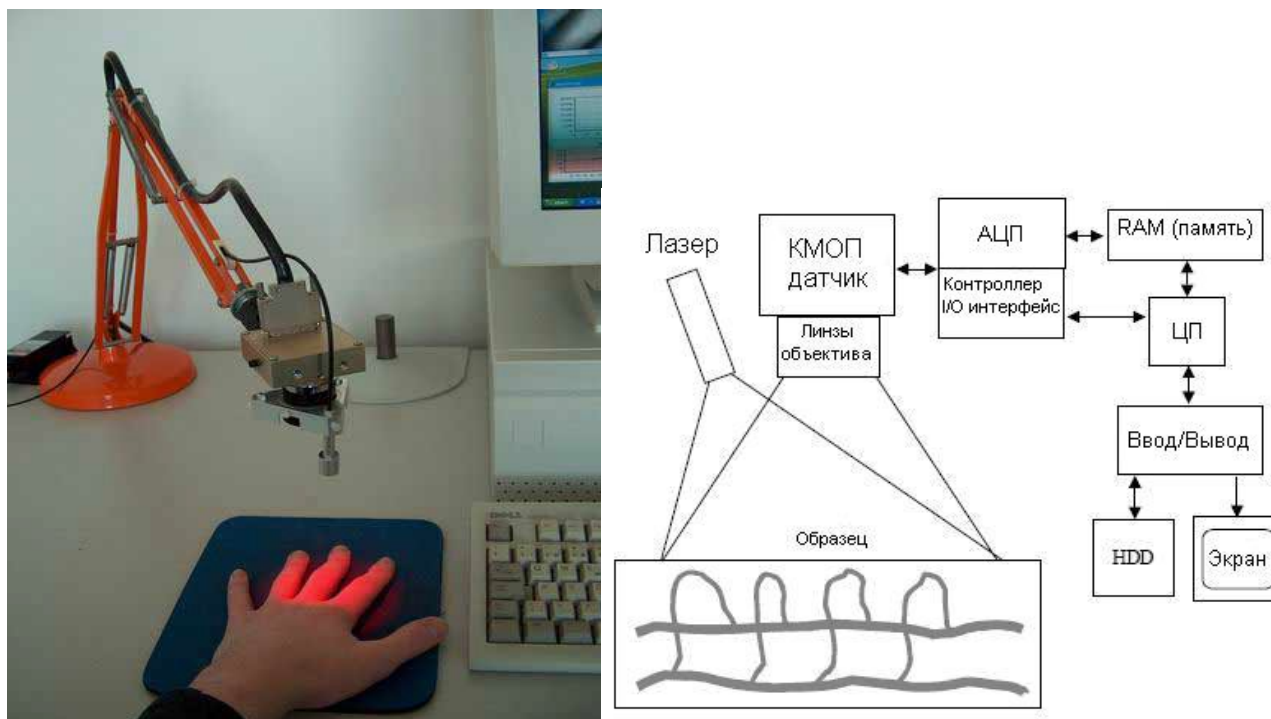 Лазер
КМОП
датчик
Линзы
объектива
АЦП
Контроллер
I/O интерфейс
RAM (память)
ЦП
Ввод/Вывод
HDD
Экран
Образец